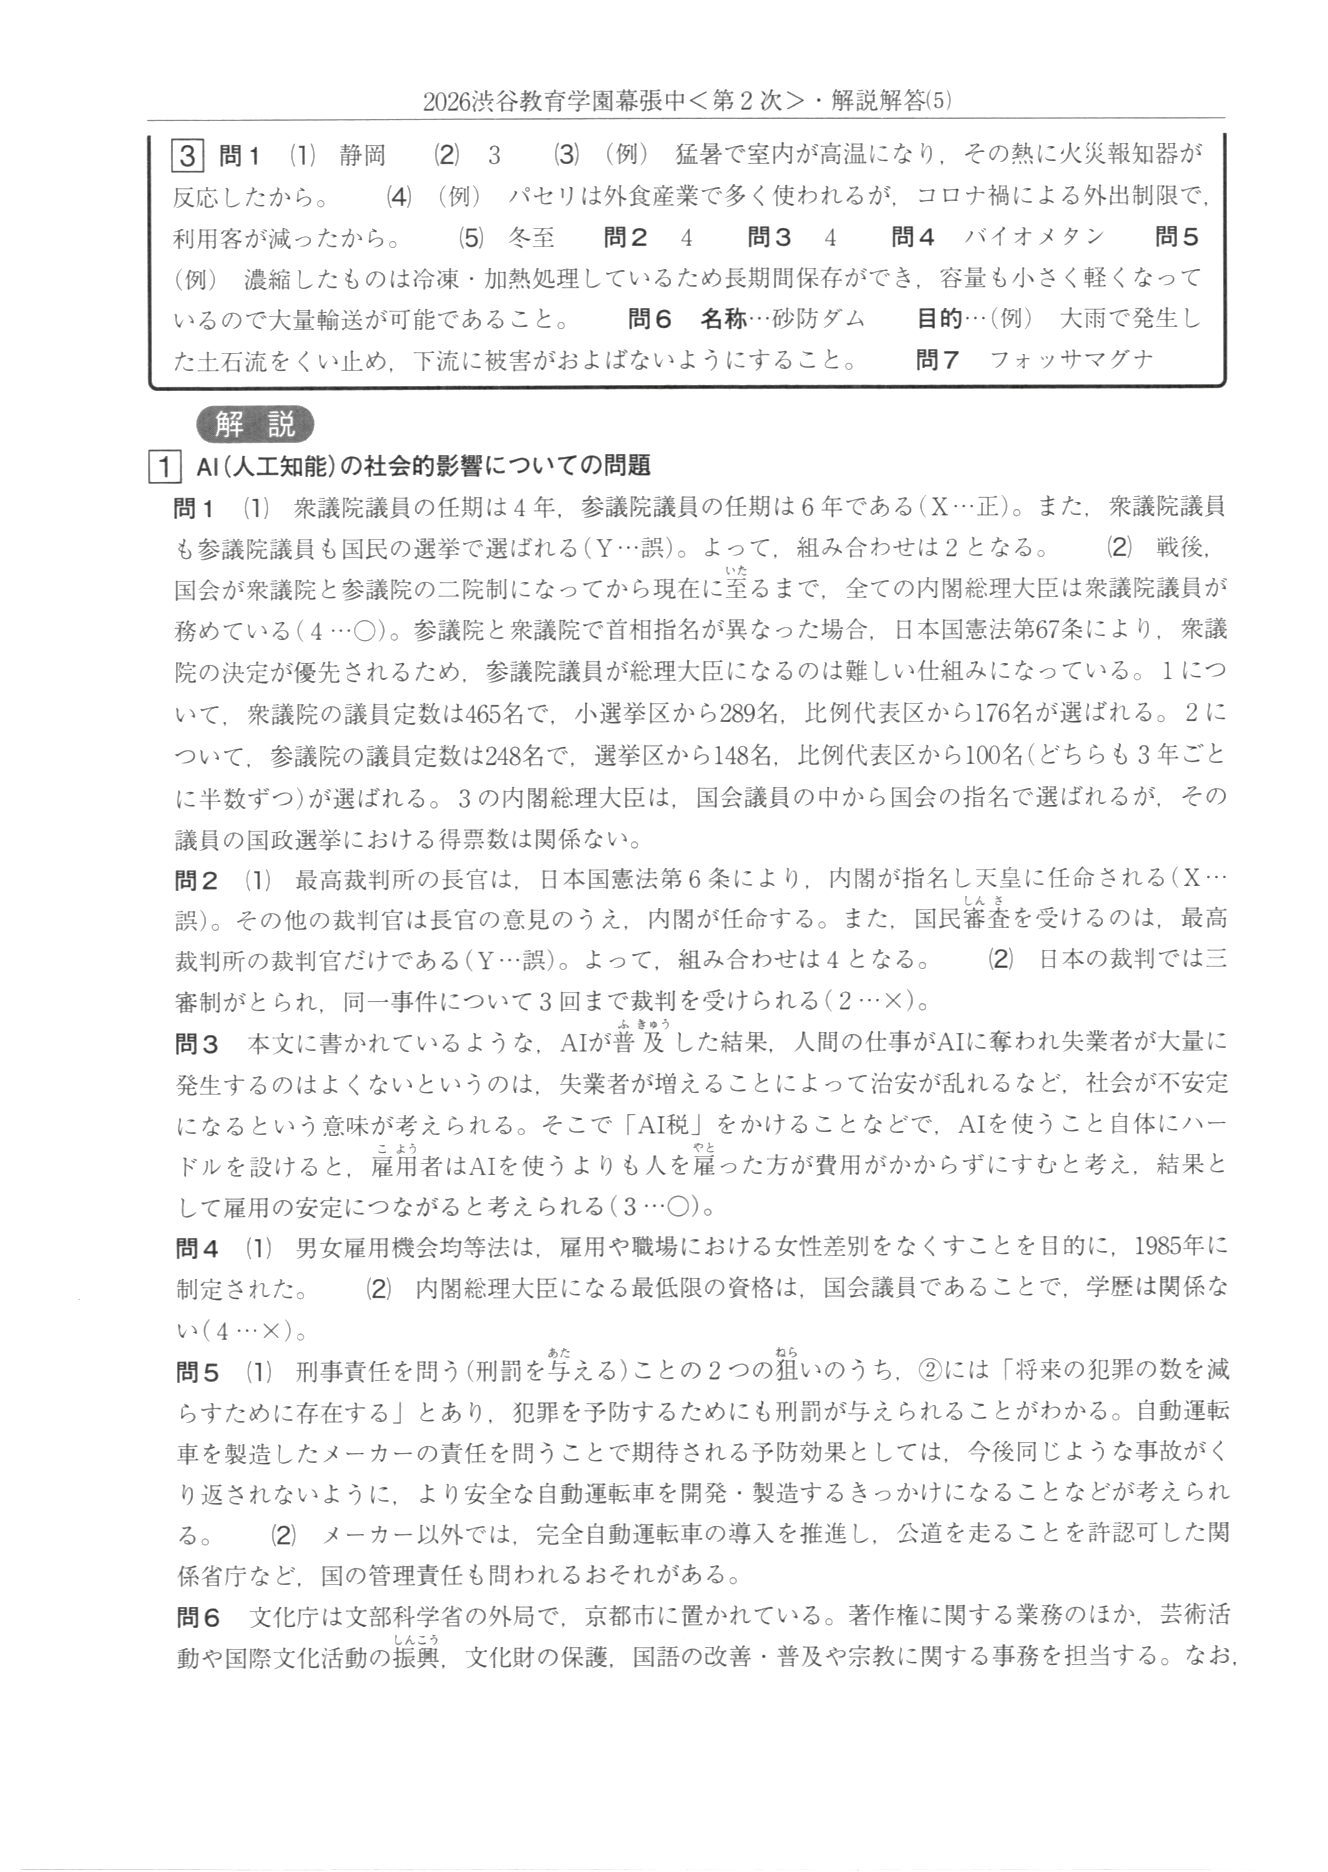 2026渋谷教育学園幕張中＜第２次＞・解説解答(5)
3 問1 (1) 静岡 (2) 3 (3) (例) 猛暑で室内が高温になり，その熱に火災報知器が
反応したから。 (4) (例) パセリは外食産業で多く使われるが，コロナ禍による外出制限で，
利用客が減ったから。 (5) 冬至 問2 4 問3 4 問4 バイオメタン 問5
(例) 濃縮したものは冷凍・加熱処理しているため長期間保存ができ，容量も小さく軽くなって
いるので大量輸送が可能であること。 問6 名称…砂防ダム 目的…(例) 大雨で発生し
た土石流をくい止め，下流に被害がおよばないようにすること。 問7 フォッサマグナ
解 説
1 AI(人工知能)の社会的影響についての問題
問1 (1) 衆議院議員の任期は4年，参議院議員の任期は6年である(X…正)。また，衆議院議員
も参議院議員も国民の選挙で選ばれる(Y…誤)。よって，組み合わせは2となる。 (2) 戦後，
いた
国会が衆議院と参議院の二院制になってから現在に至るまで，全ての内閣総理大臣は衆議院議員が
務めている(4…○)。参議院と衆議院で首相指名が異なった場合，日本国憲法第67条により，衆議
院の決定が優先されるため，参議院議員が総理大臣になるのは難しい仕組みになっている。1につ
いて，衆議院の議員定数は465名で，小選挙区から289名，比例代表区から176名が選ばれる。2に
ついて，参議院の議員定数は248名で，選挙区から148名，比例代表区から100名(どちらも3年ごと
に半数ずつ)が選ばれる。3の内閣総理大臣は，国会議員の中から国会の指名で選ばれるが，その
議員の国政選挙における得票数は関係ない。
問2 (1) 最高裁判所の長官は，日本国憲法第6条により，内閣が指名し天皇に任命される(X…
しん さ
誤)。その他の裁判官は長官の意見のうえ，内閣が任命する。また，国民審査を受けるのは，最高
裁判所の裁判官だけである(Y…誤)。よって，組み合わせは4となる。 (2) 日本の裁判では三
審制がとられ，同一事件について3回まで裁判を受けられる(2…×)。
ふ きゅう
問3 本文に書かれているような，AIが普及した結果，人間の仕事がAIに奪われ失業者が大量に
発生するのはよくないというのは，失業者が増えることによって治安が乱れるなど，社会が不安定
になるという意味が考えられる。そこで「AI税」をかけることなどで，AIを使うこと自体にハー
こ よう やと
ドルを設けると，雇用者はAIを使うよりも人を雇った方が費用がかからずにすむと考え，結果と
して雇用の安定につながると考えられる(3…○)。
問4 (1) 男女雇用機会均等法は，雇用や職場における女性差別をなくすことを目的に，1985年に
制定された。 (2) 内閣総理大臣になる最低限の資格は，国会議員であることで，学歴は関係な
い(4…×)。
あた ねら
問5 (1) 刑事責任を問う(刑罰を与える)ことの2つの狙いのうち，②には「将来の犯罪の数を減
らすために存在する」とあり，犯罪を予防するためにも刑罰が与えられることがわかる。自動運転
車を製造したメーカーの責任を問うことで期待される予防効果としては，今後同じような事故がく
り返されないように，より安全な自動運転車を開発・製造するきっかけになることなどが考えられ
る。 (2) メーカー以外では，完全自動運転車の導入を推進し，公道を走ることを許認可した関
係省庁など，国の管理責任も問われるおそれがある。
問6 文化庁は文部科学省の外局で，京都市に置かれている。著作権に関する業務のほか，芸術活
しんこう
動や国際文化活動の振興，文化財の保護，国語の改善・普及や宗教に関する事務を担当する。なお，